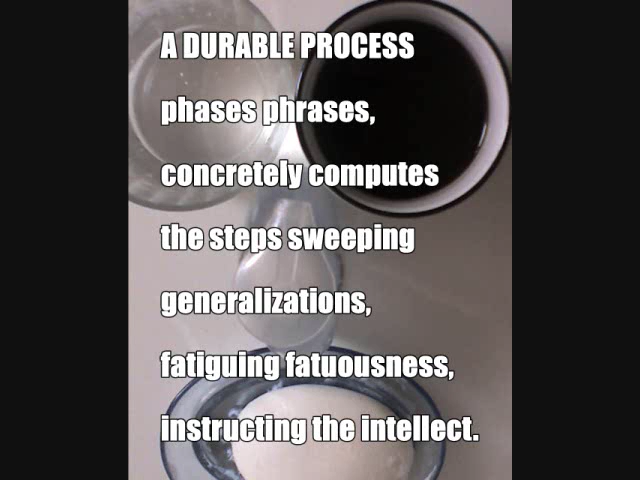 A DURABLE PROCESS
phases phrases,
concretely computes
the steps sweeping
generalizations,
fatiguing fatuousness,
instructing the intellect.